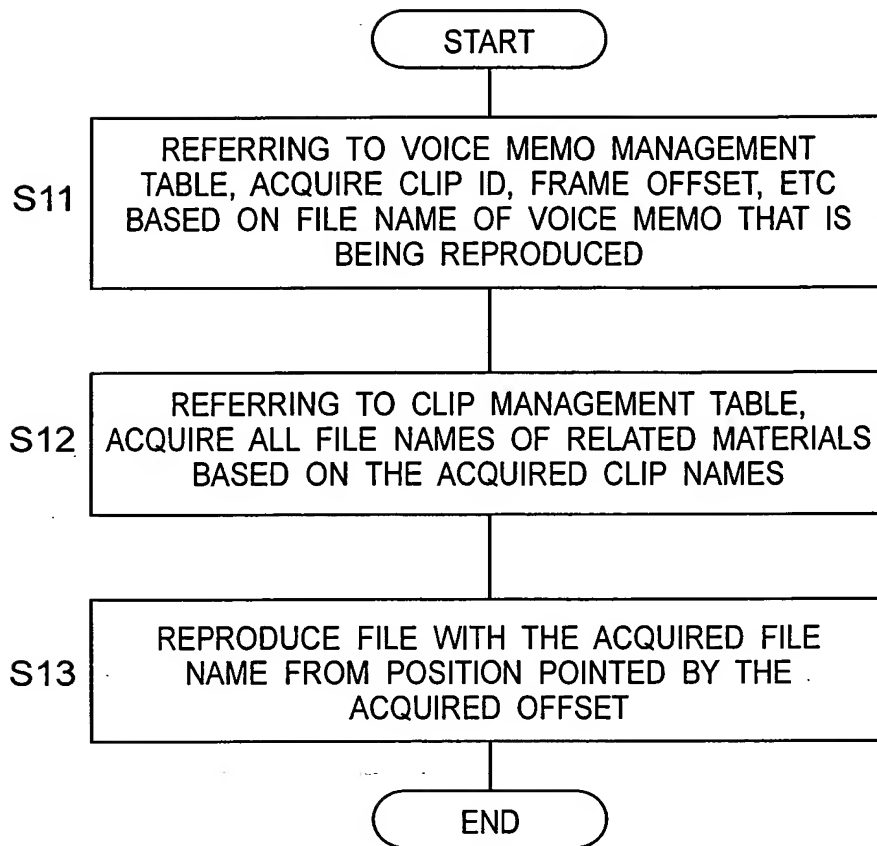 START
S11
REFERRING TO VOICE MEMO MANAGEMENT
TABLE, ACQUIRE CLIP ID, FRAME OFFSET, ETC
BASED ON FILE NAME OF VOICE MEMO THAT IS
BEING REPRODUCED
S12
REFERRING TO CLIP MANAGEMENT TABLE,
ACQUIRE ALL FILE NAMES OF RELATED MATERIALS
BASED ON THE ACQUIRED CLIP NAMES
S13
REPRODUCE FILE WITH THE ACQUIRED FILE
NAME FROM POSITION POINTED BY THE
ACQUIRED OFFSET
END